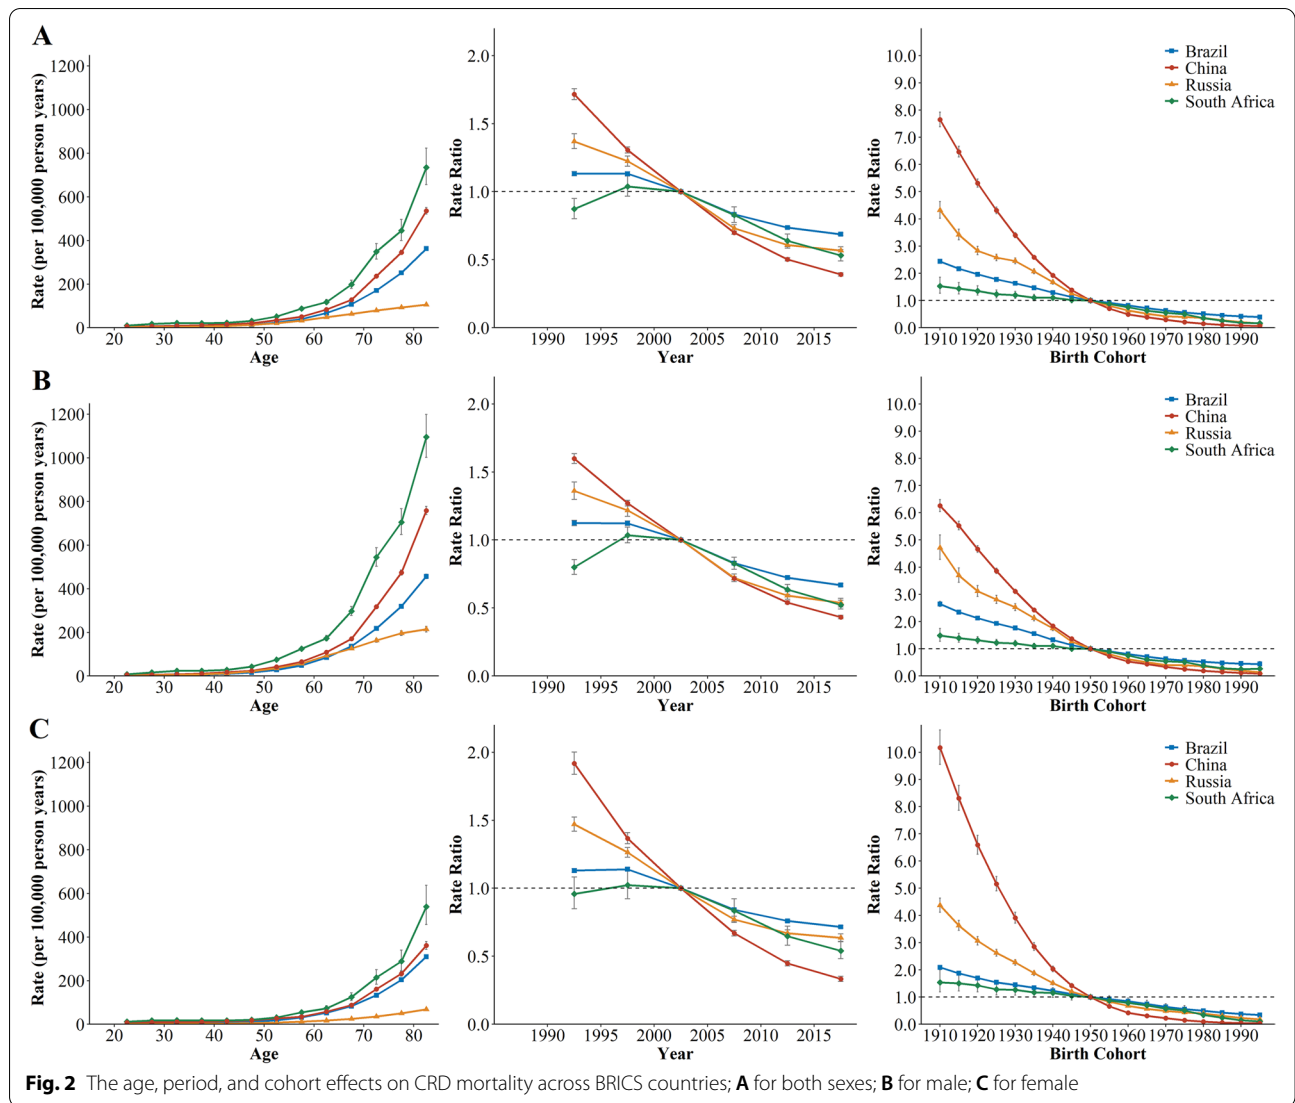 A
Rate (per 100,000 person years)
1200
1000
800
600
400
200
0
20 30 40 50 60 70 80
Age
Rate Ratio
2.0
1.5
1.0
0.5
0.0
1990 1995 2000 2005 2010 2015
Year
Rate Ratio
10.0
9.0
8.0
7.0
6.0
5.0
4.0
3.0
2.0
1.0
0.0
1910 1920 1930 1940 1950 1960 1970 1980 1990
Birth Cohort
Brazil
China
Russia
South Africa
B
Rate (per 100,000 person years)
1200
1000
800
600
400
200
0
20 30 40 50 60 70 80
Age
Rate Ratio
2.0
1.5
1.0
0.5
0.0
1990 1995 2000 2005 2010 2015
Year
Rate Ratio
10.0
9.0
8.0
7.0
6.0
5.0
4.0
3.0
2.0
1.0
0.0
1910 1920 1930 1940 1950 1960 1970 1980 1990
Birth Cohort
Brazil
China
Russia
South Africa
C
Rate (per 100,000 person years)
1200
1000
800
600
400
200
0
20 30 40 50 60 70 80
Age
Rate Ratio
2.0
1.5
1.0
0.5
0.0
1990 1995 2000 2005 2010 2015
Year
Rate Ratio
10.0
9.0
8.0
7.0
6.0
5.0
4.0
3.0
2.0
1.0
0.0
1910 1920 1930 1940 1950 1960 1970 1980 1990
Birth Cohort
Brazil
China
Russia
South Africa
Fig. 2 The age, period, and cohort effects on CRD mortality across BRICS countries; A for both sexes; B for male; C for female